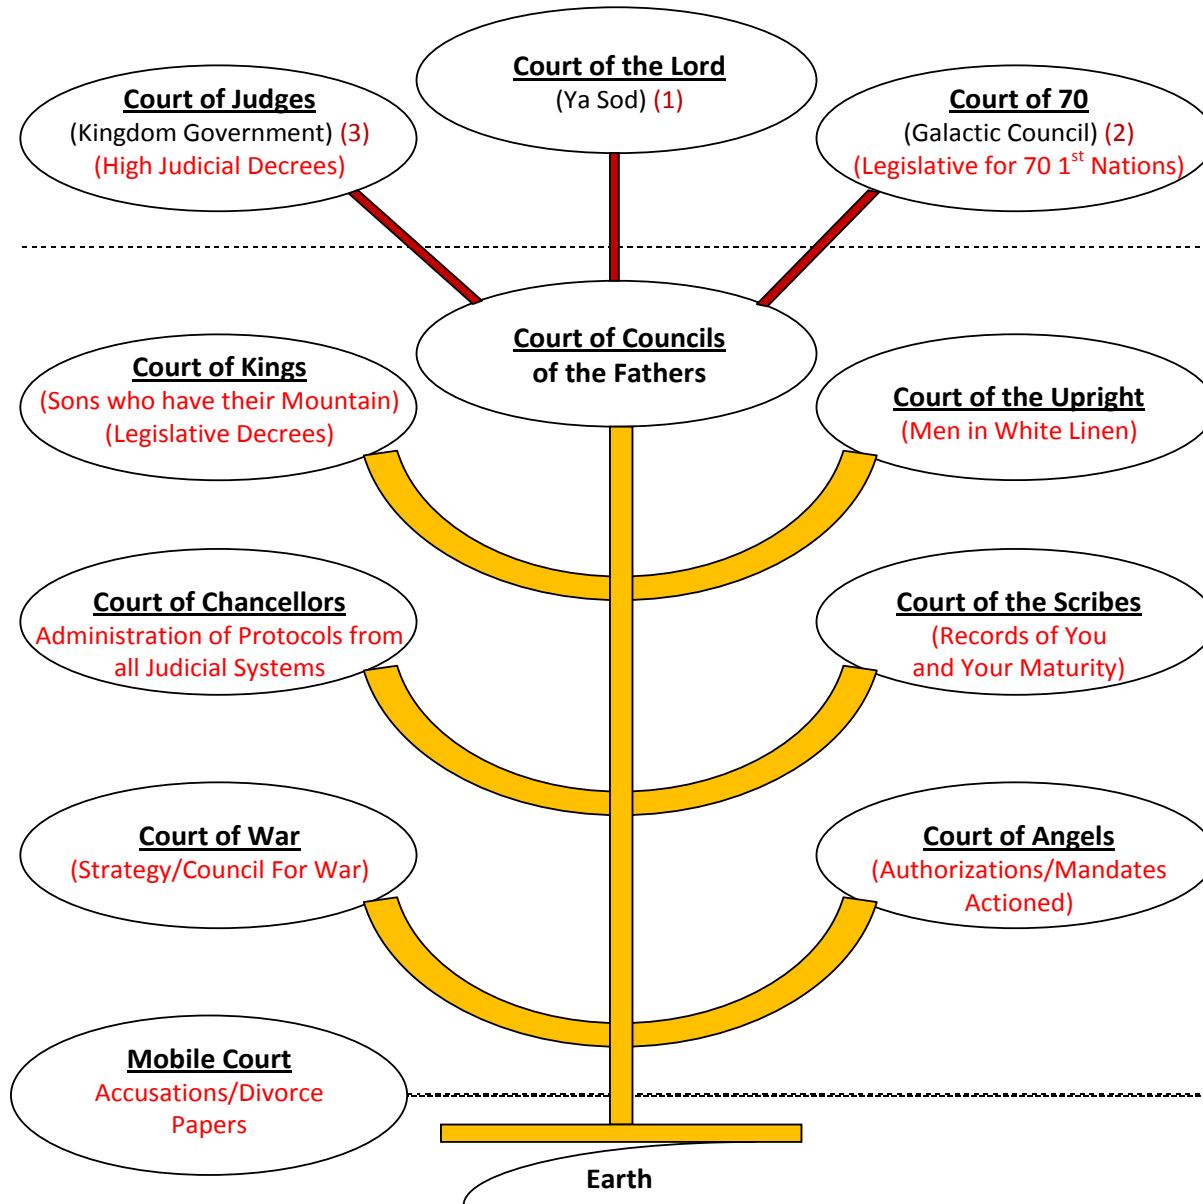 Court of the Lord
(Ya Sod) (1)
Court of Judges
(Kingdom Government) (3)
(High Judicial Decrees)
Court of 70
(Galactic Council) (2)
(Legislative for 70 1st Nations)
Court of Councils
of the Fathers
Court of Kings
(Sons who have their Mountain)
(Legislative Decrees)
Court of the Upright
(Men in White Linen)
Court of Chancellors
Administration of Protocols from
all Judicial Systems
Court of the Scribes
(Records of You
and Your Maturity)
Court of War
(Strategy/Council For War)
Court of Angels
(Authorizations/Mandates
Actioned)
Mobile Court
Accusations/Divorce
Papers
Earth